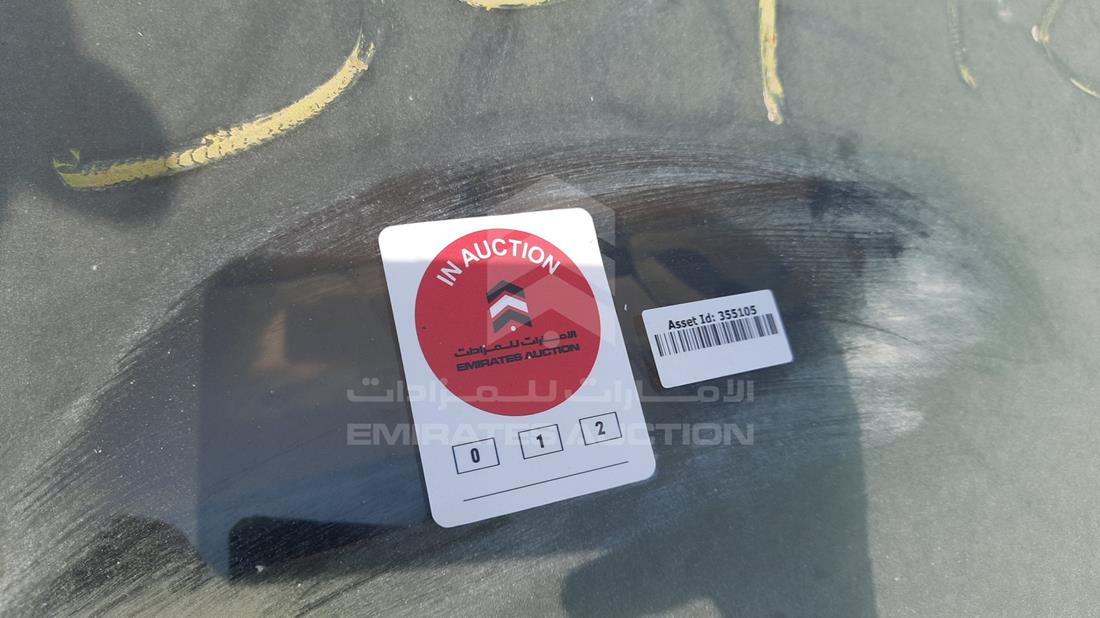 IN AUCTION
الامارات للمزادات
EMIRATES AUCTION
0 1 2
Asset Id: 355105
الامارات للمزادات
EMIRATES AUCTION